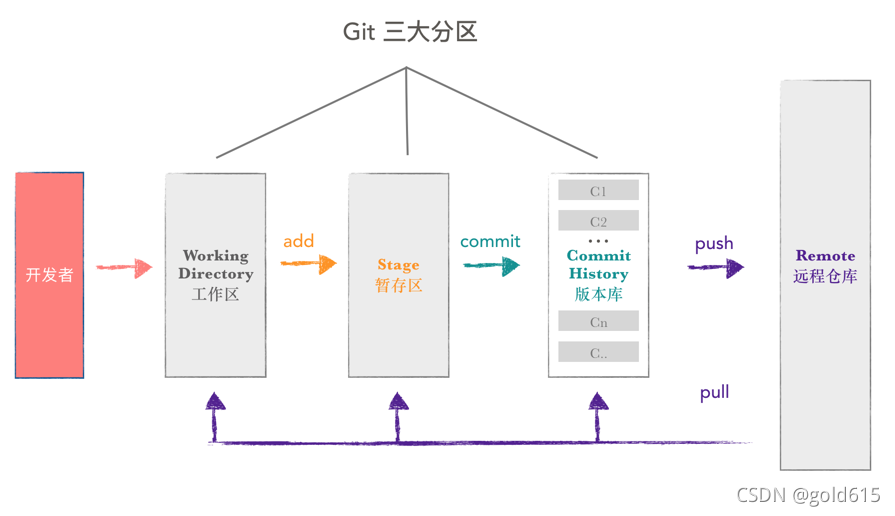 Git 三大分区
开发者
Working
Directory
工作区
add
Stage
暂存区
commit
C1
C2
...
Commit
History
版本库
Cn
C..
push
pull
Remote
远程仓库
CSDN @gold615